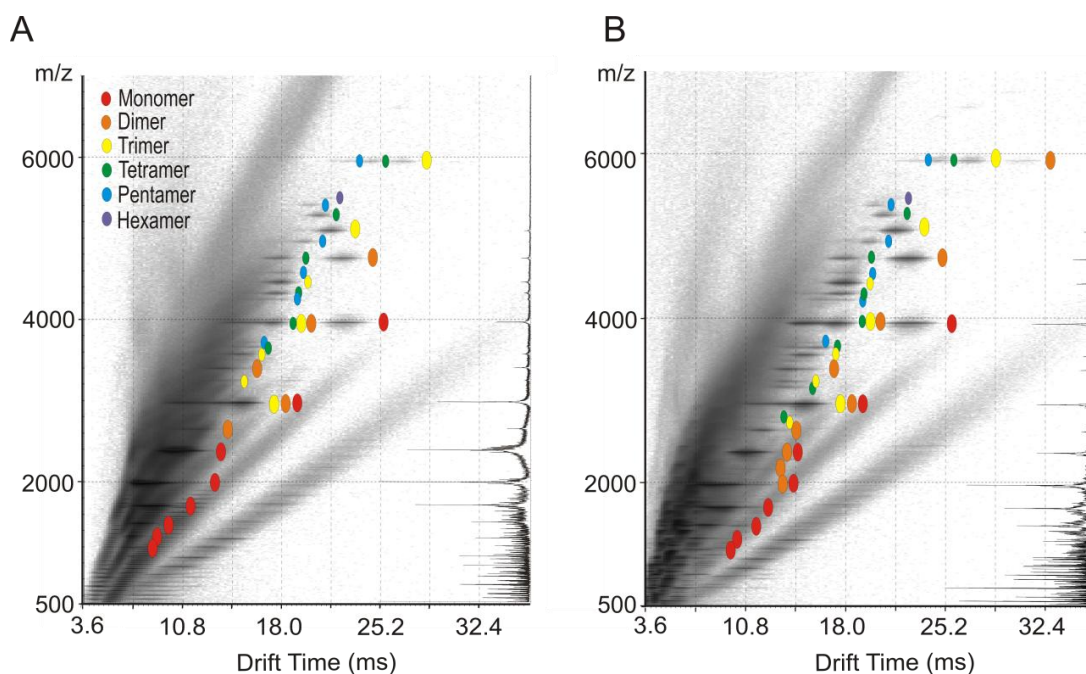 A
m/z
Monomer
Dimer
Trimer
Tetramer
Pentamer
Hexamer
6000
4000
2000
500
3.6 10.8 18.0 25.2 32.4
Drift Time (ms)
B
m/z
6000
4000
2000
500
3.6 10.8 18.0 25.2 32.4
Drift Time (ms)